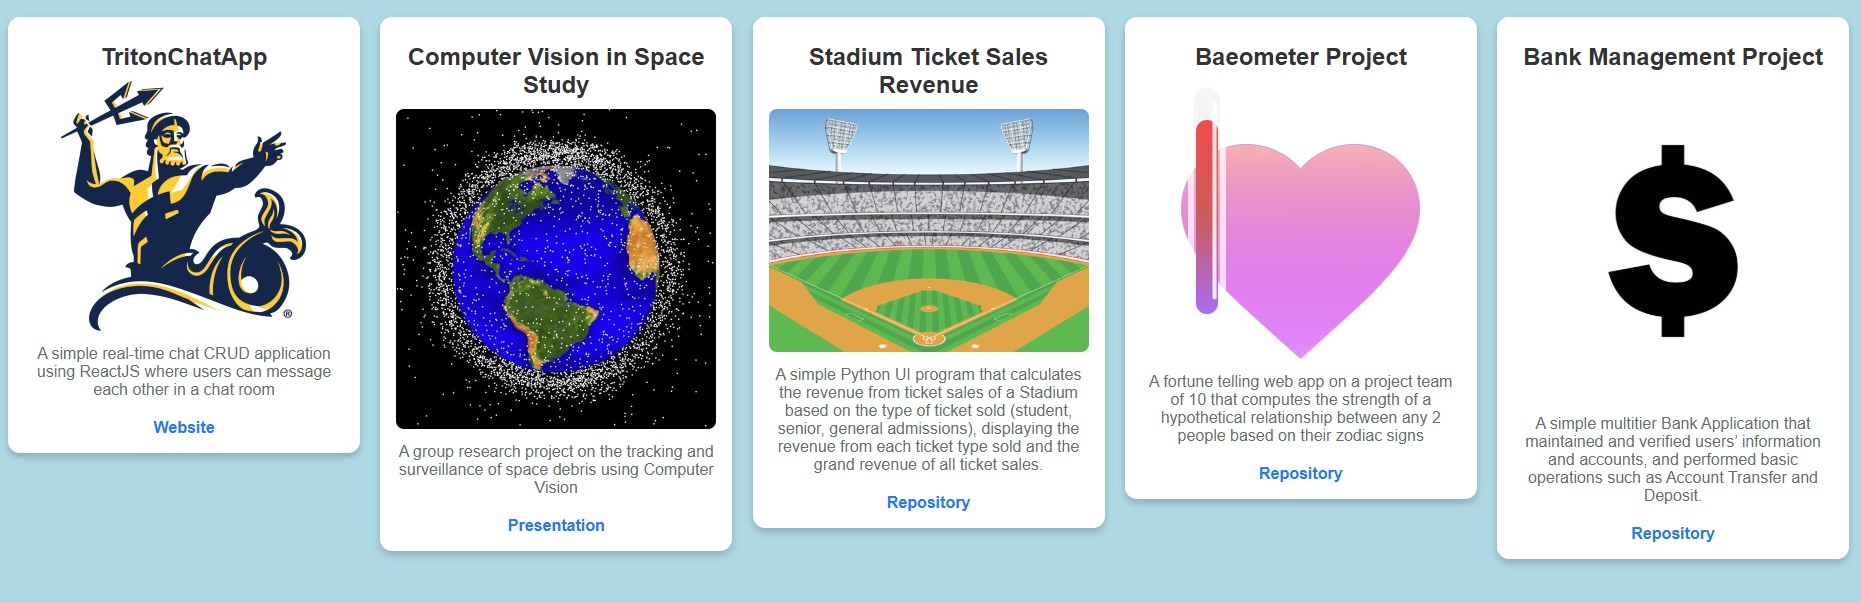 TritonChatApp
®
A simple real-time chat CRUD application
using ReactJS where users can message
each other in a chat room
Website
Computer Vision in Space
Study
A group research project on the tracking and
surveillance of space debris using Computer
Vision
Presentation
Stadium Ticket Sales
Revenue
A simple Python UI program that calculates
the revenue from ticket sales of a Stadium
based on the type of ticket sold (student,
senior, general admissions), displaying the
revenue from each ticket type sold and the
grand revenue of all ticket sales.
Repository
Baeometer Project
A fortune telling web app on a project team
of 10 that computes the strength of a
hypothetical relationship between any 2
people based on their zodiac signs
Repository
Bank Management Project
$
A simple multitier Bank Application that
maintained and verified users’ information
and accounts, and performed basic
operations such as Account Transfer and
Deposit.
Repository